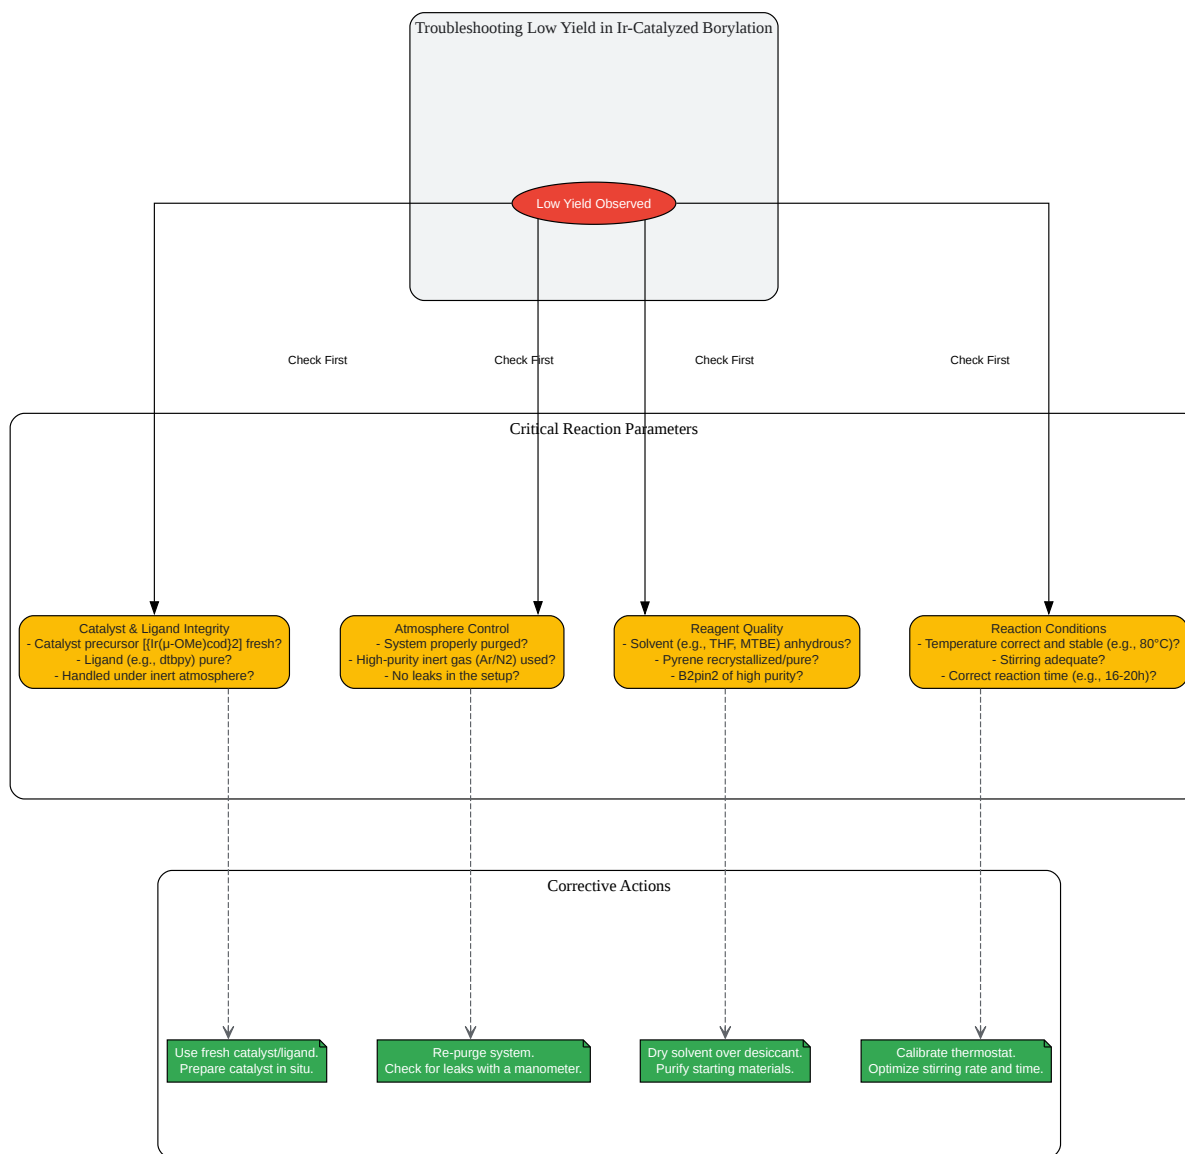 Troubleshooting Low Yield in Ir-Catalyzed Borylation
Low Yield Observed
Check First
Check First
Check First
Check First
Critical Reaction Parameters
Catalyst & Ligand Integrity
- Catalyst precursor [{Ir(μ-OMe)cod}2] fresh?
- Ligand (e.g., dtbpy) pure?
- Handled under inert atmosphere?
Atmosphere Control
- System properly purged?
- High-purity inert gas (Ar/N2) used?
- No leaks in the setup?
Reagent Quality
- Solvent (e.g., THF, MTBE) anhydrous?
- Pyrene recrystallized/pure?
- B2pin2 of high purity?
Reaction Conditions
- Temperature correct and stable (e.g., 80°C)?
- Stirring adequate?
- Correct reaction time (e.g., 16-20h)?
Corrective Actions
Use fresh catalyst/ligand.
Prepare catalyst in situ.
Re-purge system.
Check for leaks with a manometer.
Dry solvent over desiccant.
Purify starting materials.
Calibrate thermostat.
Optimize stirring rate and time.